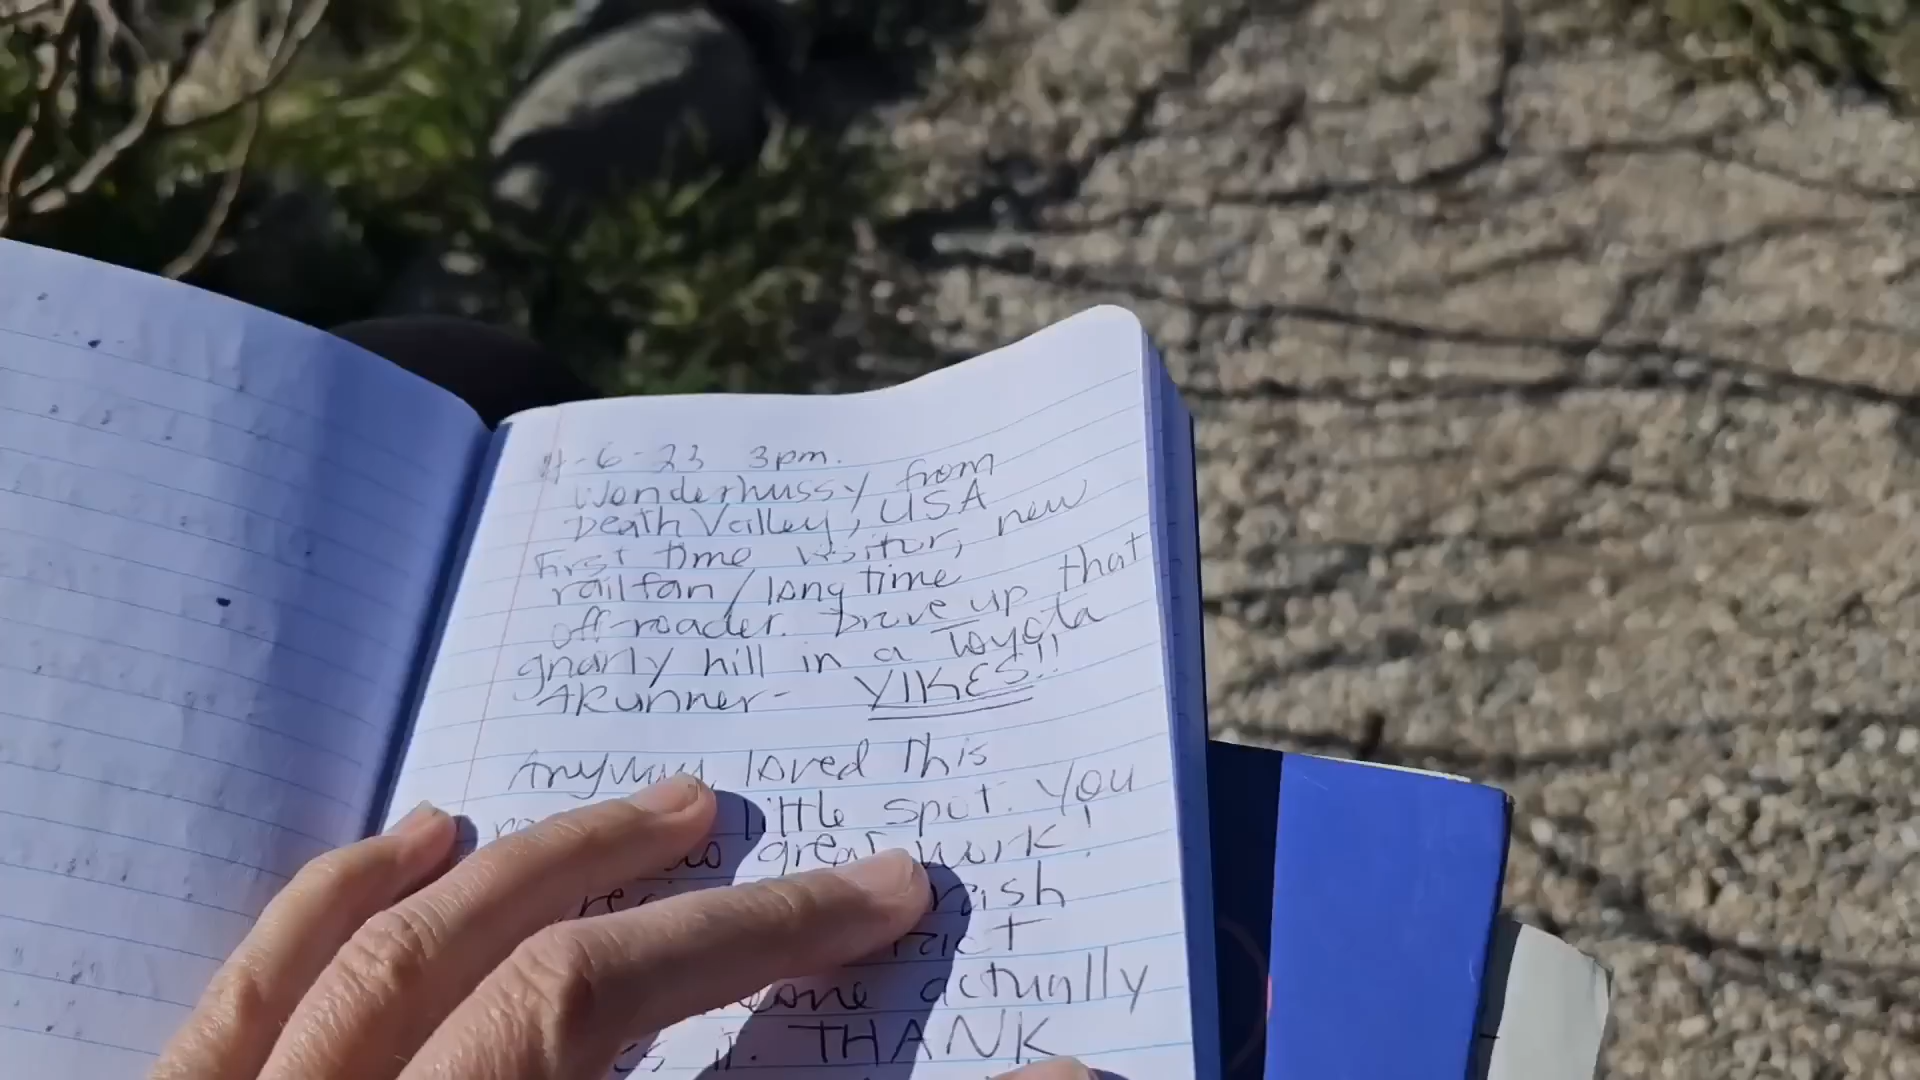 4-6-23 3pm.
Wonderhussy from
Death Valley, USA
First time visitor, new
railfan/long time
off-roader. Drove up that
gnarly hill in a Toyota
4Runner- YIKES!!
Anyway, loved this
little spot. You
great work!
actually
it. THANK